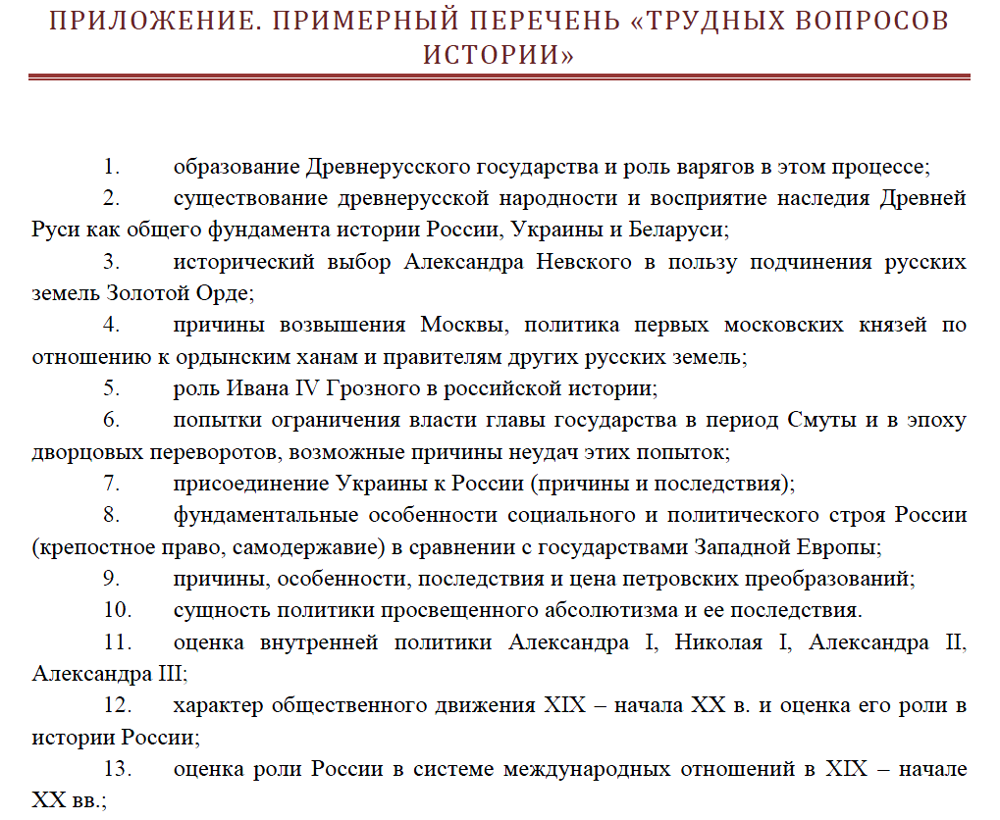 ПРИЛОЖЕНИЕ. ПРИМЕРНЫЙ ПЕРЕЧЕНЬ «ТРУДНЫХ ВОПРОСОВ
ИСТОРИИ»
1. образование Древнерусского государства и роль варягов в этом процессе;
2. существование древнерусской народности и восприятие наследия Древней
Руси как общего фундамента истории России, Украины и Беларуси;
3. исторический выбор Александра Невского в пользу подчинения русских
земель Золотой Орде;
4. причины возвышения Москвы, политика первых московских князей по
отношению к ордынским ханам и правителям других русских земель;
5. роль Ивана IV Грозного в российской истории;
6. попытки ограничения власти главы государства в период Смуты и в эпоху
дворцовых переворотов, возможные причины неудач этих попыток;
7. присоединение Украины к России (причины и последствия);
8. фундаментальные особенности социального и политического строя России
(крепостное право, самодержавие) в сравнении с государствами Западной Европы;
9. причины, особенности, последствия и цена петровских преобразований;
10. сущность политики просвещенного абсолютизма и ее последствия.
11. оценка внутренней политики Александра I, Николая I, Александра II,
Александра III;
12. характер общественного движения XIX – начала XX в. и оценка его роли в
истории России;
13. оценка роли России в системе международных отношений в XIX – начале
XX вв.;